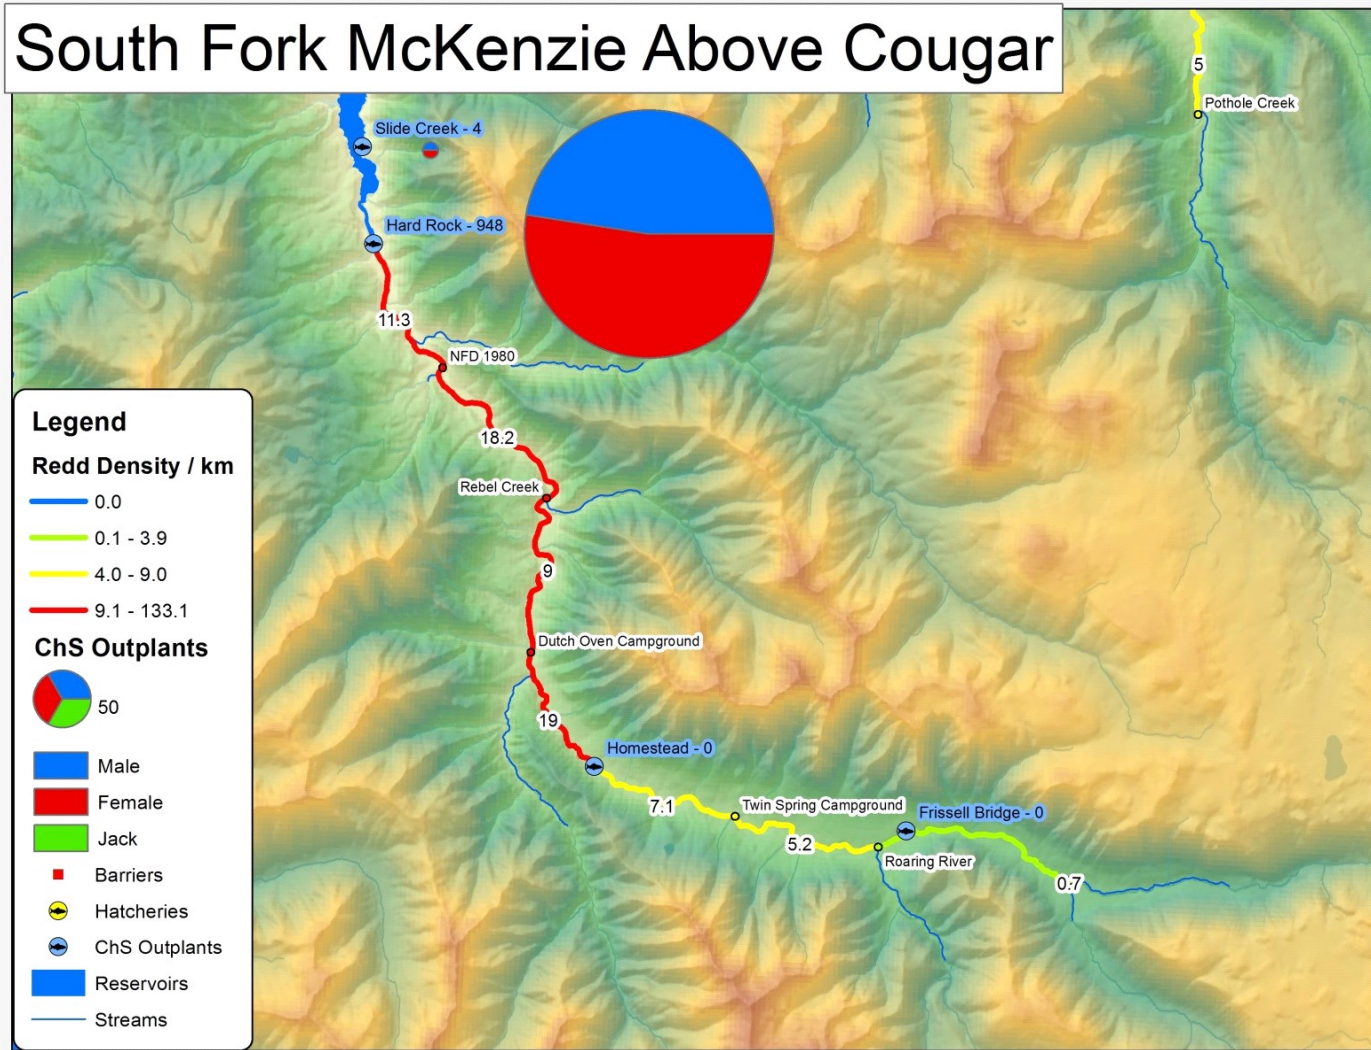 South Fork McKenzie Above Cougar
5
Pothole Creek
Slide Creek - 4
Hard Rock - 948
11.3
NFD 1980
18.2
Rebel Creek
9
Dutch Oven Campground
19
Homestead - 0
7.1
Twin Spring Campground
5.2
Frissell Bridge - 0
Roaring River
0.7
Legend
Redd Density / km
0.0
0.1 - 3.9
4.0 - 9.0
9.1 - 133.1
ChS Outplants
50
Male
Female
Jack
Barriers
Hatcheries
ChS Outplants
Reservoirs
Streams